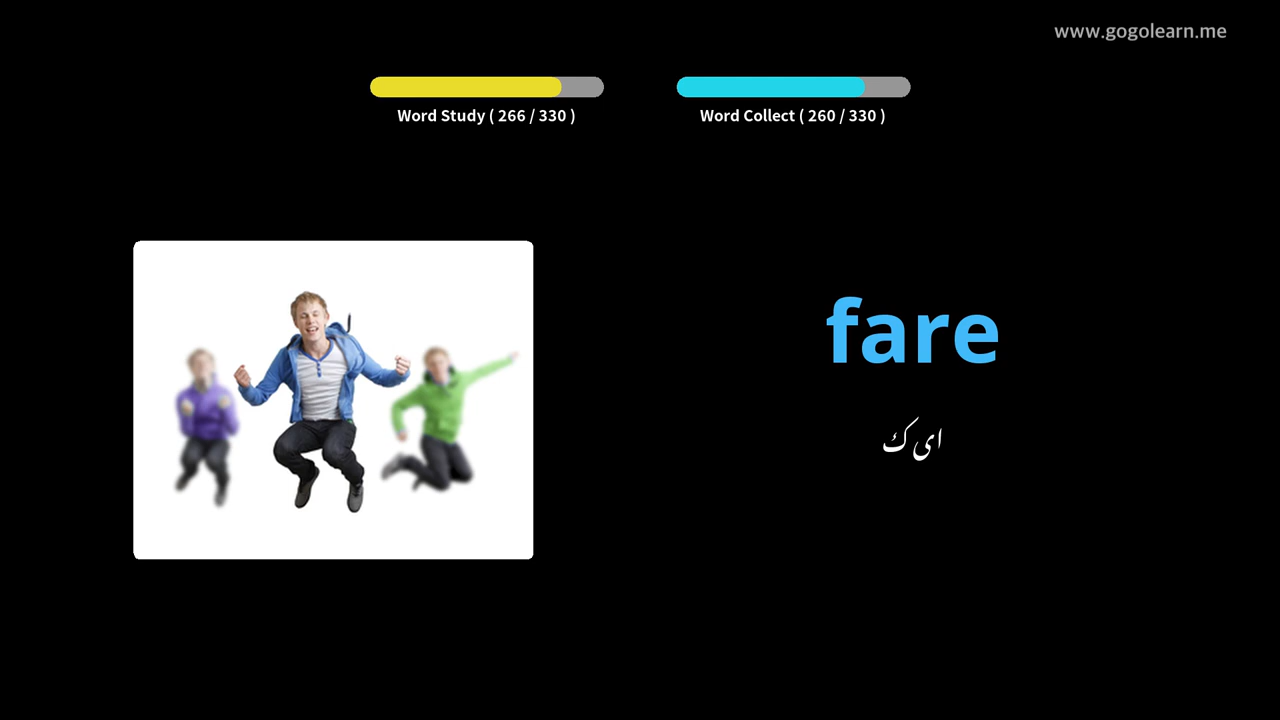 www.gogolearn.me
Word Study ( 266 / 330 )
Word Collect ( 260 / 330 )
fare
ای ک